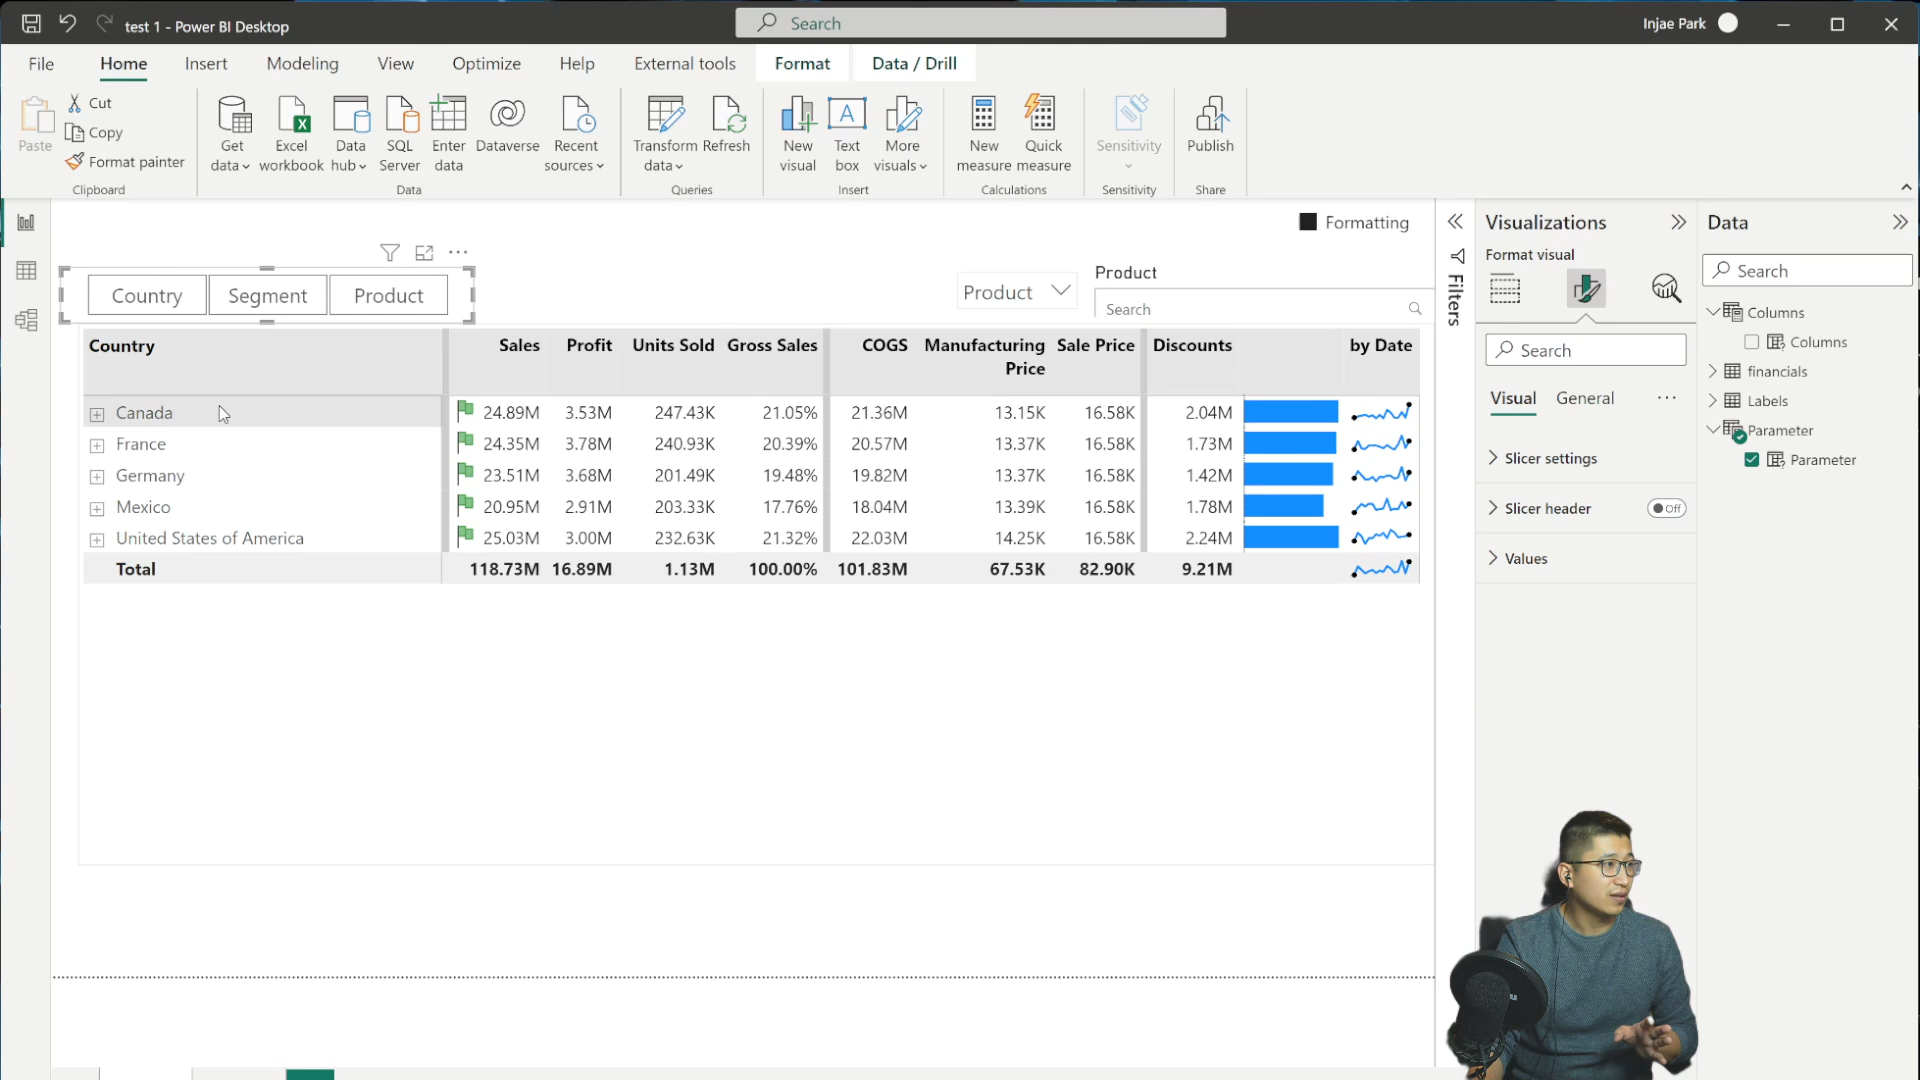 test 1 - Power BI Desktop
Search
Injae Park
File Home Insert Modeling View Optimize Help External tools Format Data / Drill
Paste
Cut
Copy
Format painter
Clipboard
Get data
Excel workbook
Data hub
SQL Server
Enter data
Dataverse
Recent sources
Data
Transform data
Refresh
Queries
New visual
Text box
More visuals
Insert
New measure
Quick measure
Calculations
Sensitivity
Sensitivity
Publish
Share
Formatting
Country Segment Product
Product
Product
Search
Country Sales Profit Units Sold Gross Sales COGS Manufacturing Price Sale Price Discounts by Date
Canada 24.89M 3.53M 247.43K 21.05% 21.36M 13.15K 16.58K 2.04M
France 24.35M 3.78M 240.93K 20.39% 20.57M 13.37K 16.58K 1.73M
Germany 23.51M 3.68M 201.49K 19.48% 19.82M 13.37K 16.58K 1.42M
Mexico 20.95M 2.91M 203.33K 17.76% 18.04M 13.39K 16.58K 1.78M
United States of America 25.03M 3.00M 232.63K 21.32% 22.03M 14.25K 16.58K 2.24M
Total 118.73M 16.89M 1.13M 100.00% 101.83M 67.53K 82.90K 9.21M
Filters
Visualizations
Format visual
Search
Visual General
Slicer settings
Slicer header Off
Values
Data
Search
Columns
Columns
financials
Labels
Parameter
Parameter